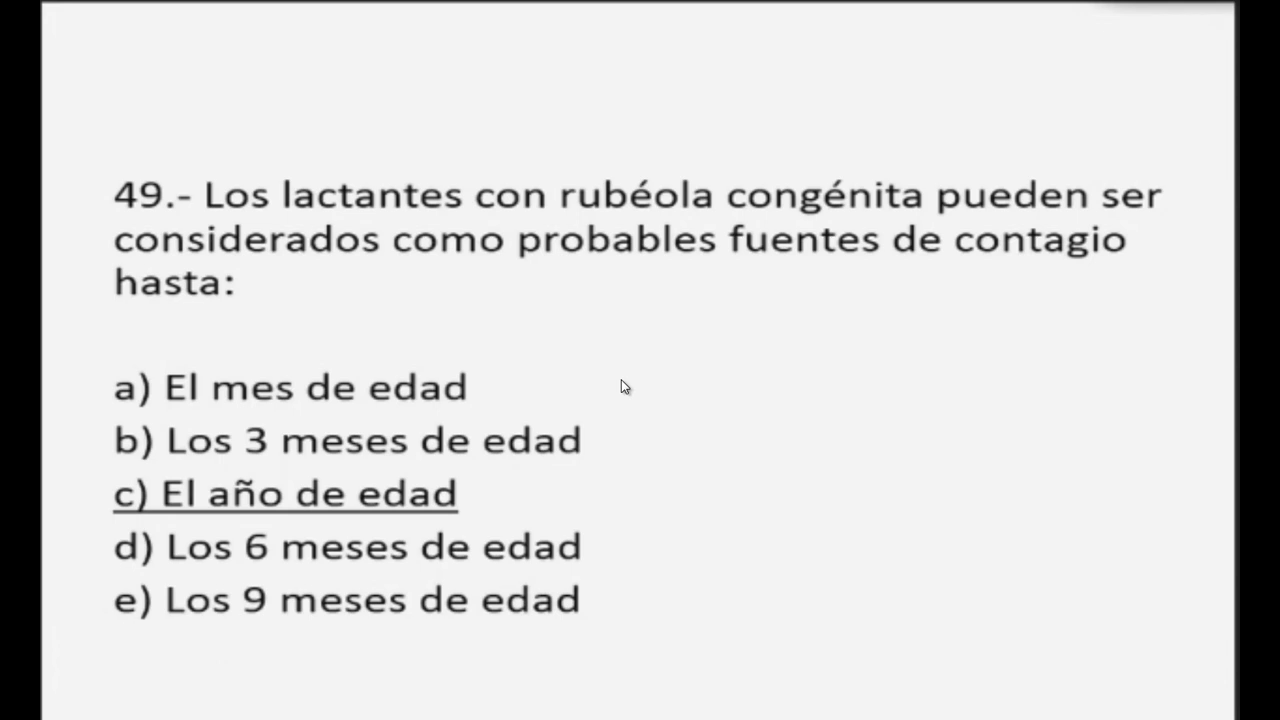 49.- Los lactantes con rubéola congénita pueden ser
considerados como probables fuentes de contagio
hasta:
a) El mes de edad
b) Los 3 meses de edad
c) El año de edad
d) Los 6 meses de edad
e) Los 9 meses de edad